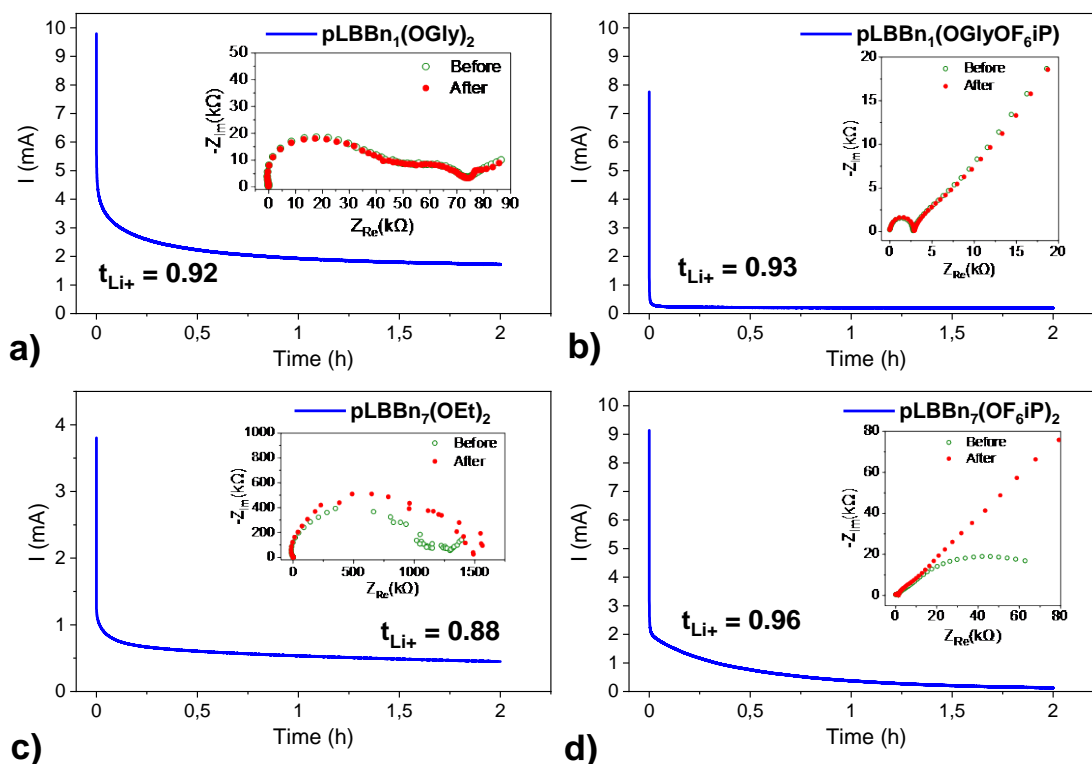 pLBBn1(OGly)2
Before
After
-ZIm(kΩ)
50
40
30
20
10
0
0 10 20 30 40 50 60 70 80 90
ZRe(kΩ)
I (mA)
10
9
8
7
6
5
4
3
2
1
0
tLi+ = 0.92
0 0,5 1 1,5 2
Time (h)
a)
pLBBn1(OGlyOF6iP)
Before
After
-ZIm(kΩ)
20
15
10
5
0
0 5 10 15 20
ZRe(kΩ)
I (mA)
10
9
8
7
6
5
4
3
2
1
0
tLi+ = 0.93
0 0,5 1 1,5 2
Time (h)
b)
pLBBn7(OEt)2
Before
After
-ZIm(kΩ)
1000
800
600
400
200
0
0 500 1000 1500
ZRe(kΩ)
I (mA)
4
3
2
1
0
tLi+ = 0.88
0 0,5 1 1,5 2
Time (h)
c)
pLBBn7(OF6iP)2
Before
After
-ZIm(kΩ)
80
60
40
20
0
0 20 40 60 80
ZRe(kΩ)
I (mA)
10
9
8
7
6
5
4
3
2
1
0
tLi+ = 0.96
0 0,5 1 1,5 2
Time (h)
d)